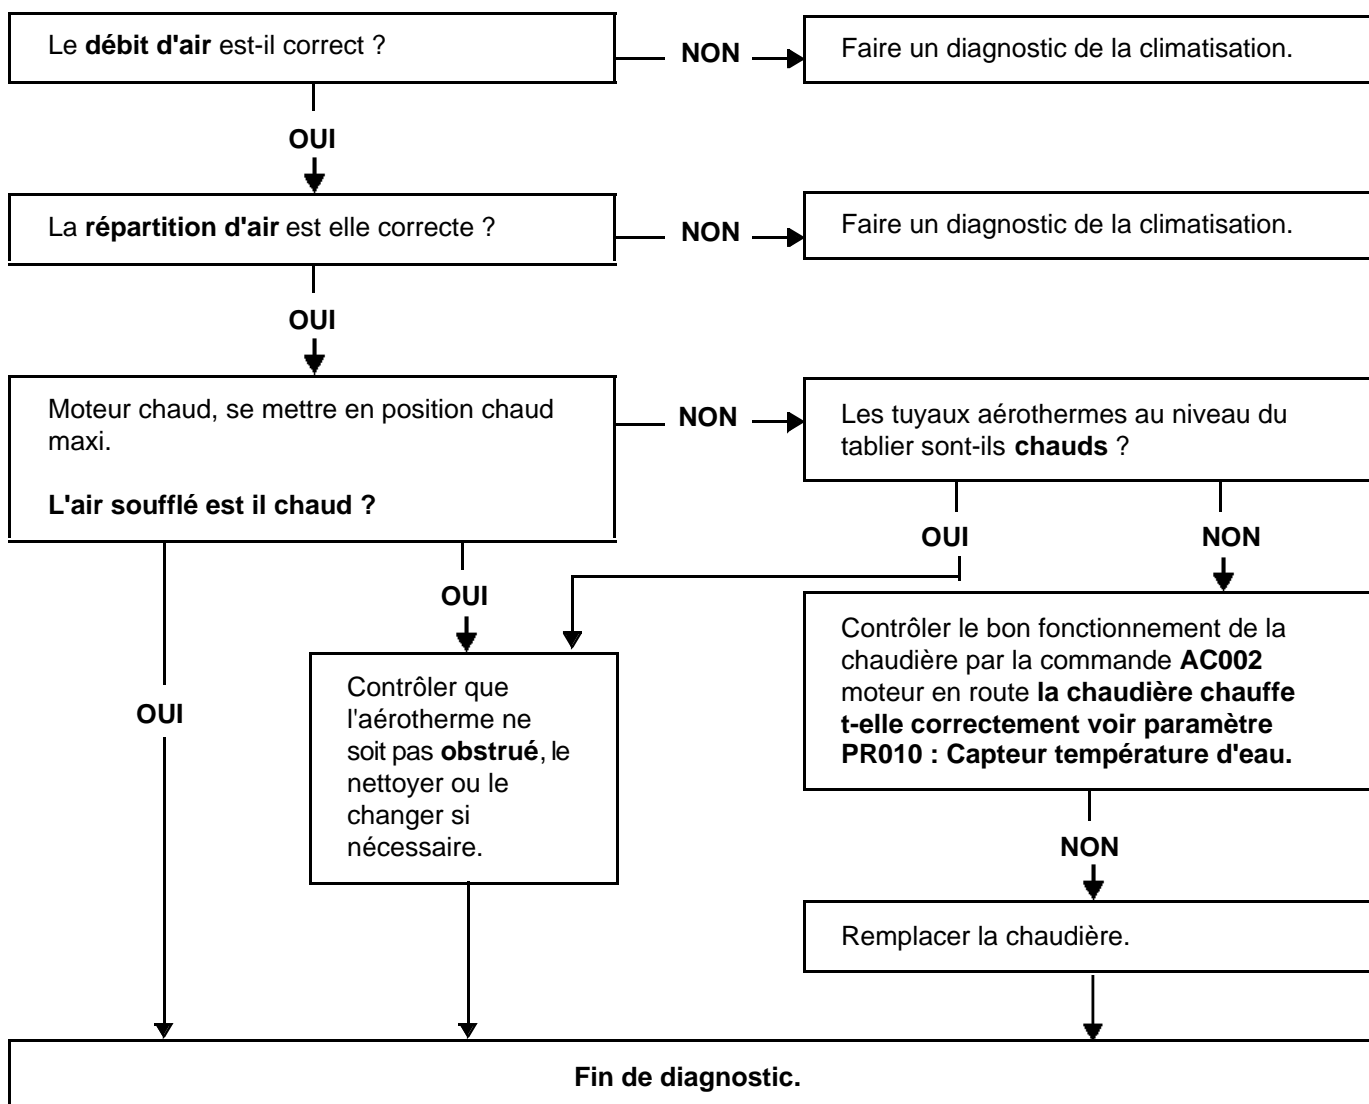 Le débit d'air est-il correct ?
NON
Faire un diagnostic de la climatisation.
OUI
La répartition d'air est elle correcte ?
NON
Faire un diagnostic de la climatisation.
OUI
Moteur chaud, se mettre en position chaud
maxi.
L'air soufflé est il chaud ?
NON
Les tuyaux aérothermes au niveau du
tablier sont-ils chauds ?
OUI
NON
OUI
OUI
Contrôler que
l'aérotherme ne
soit pas obstrué, le
nettoyer ou le
changer si
nécessaire.
Contrôler le bon fonctionnement de la
chaudière par la commande AC002
moteur en route la chaudière chauffe
t-elle correctement voir paramètre
PR010 : Capteur température d'eau.
NON
Remplacer la chaudière.
Fin de diagnostic.